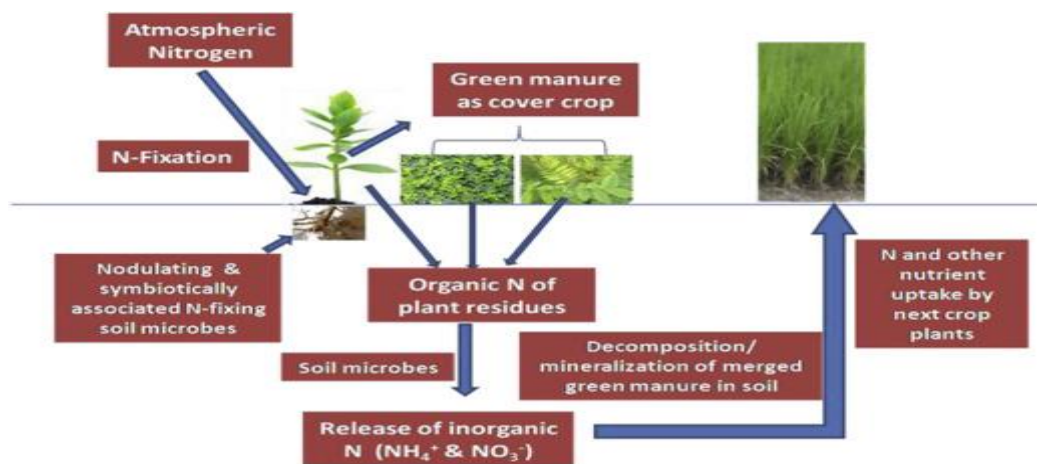 Atmospheric
Nitrogen
Green manure
as cover crop
N-Fixation
Nodulating & 
symbiotically
associated N-fixing
soil microbes
Organic N of
plant residues
N and other
nutrient
uptake by
next crop
plants
Soil microbes
Decomposition/
mineralization of merged
green manure in soil
Release of inorganic
N (NH₄⁺ & NO₃⁻)